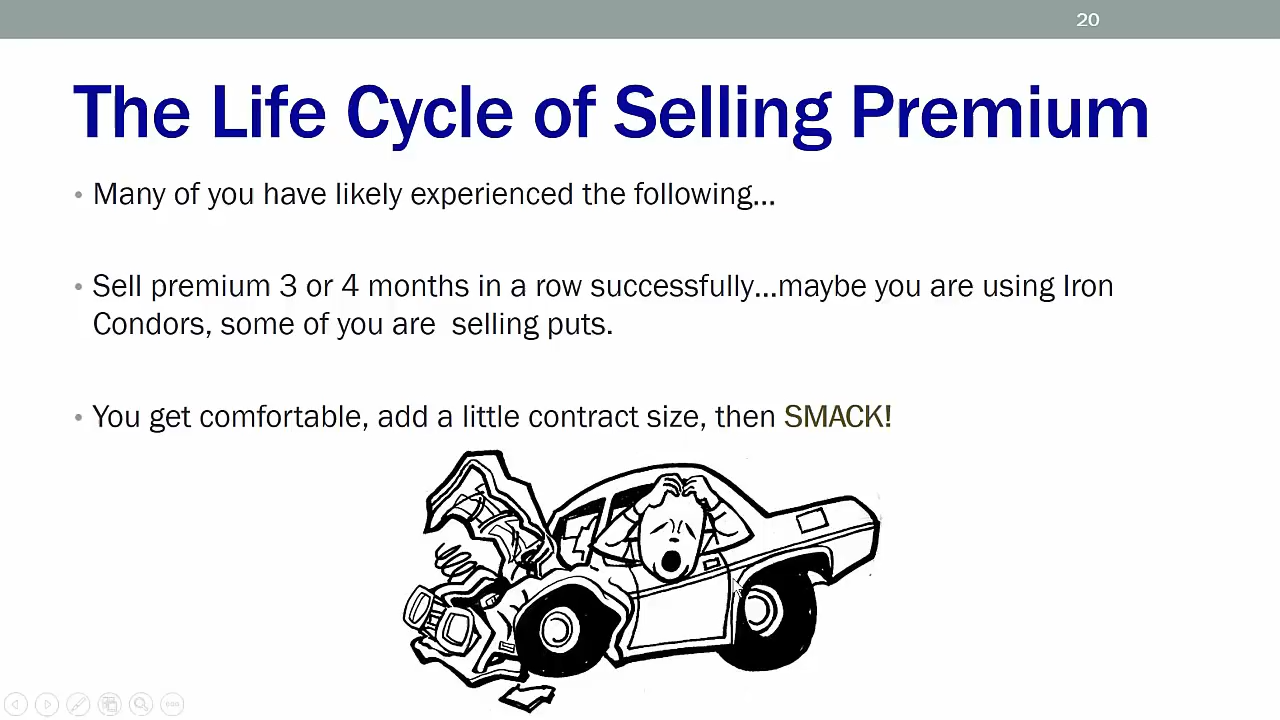 20
The Life Cycle of Selling Premium
• Many of you have likely experienced the following...
• Sell premium 3 or 4 months in a row successfully...maybe you are using Iron
Condors, some of you are  selling puts.
• You get comfortable, add a little contract size, then SMACK!